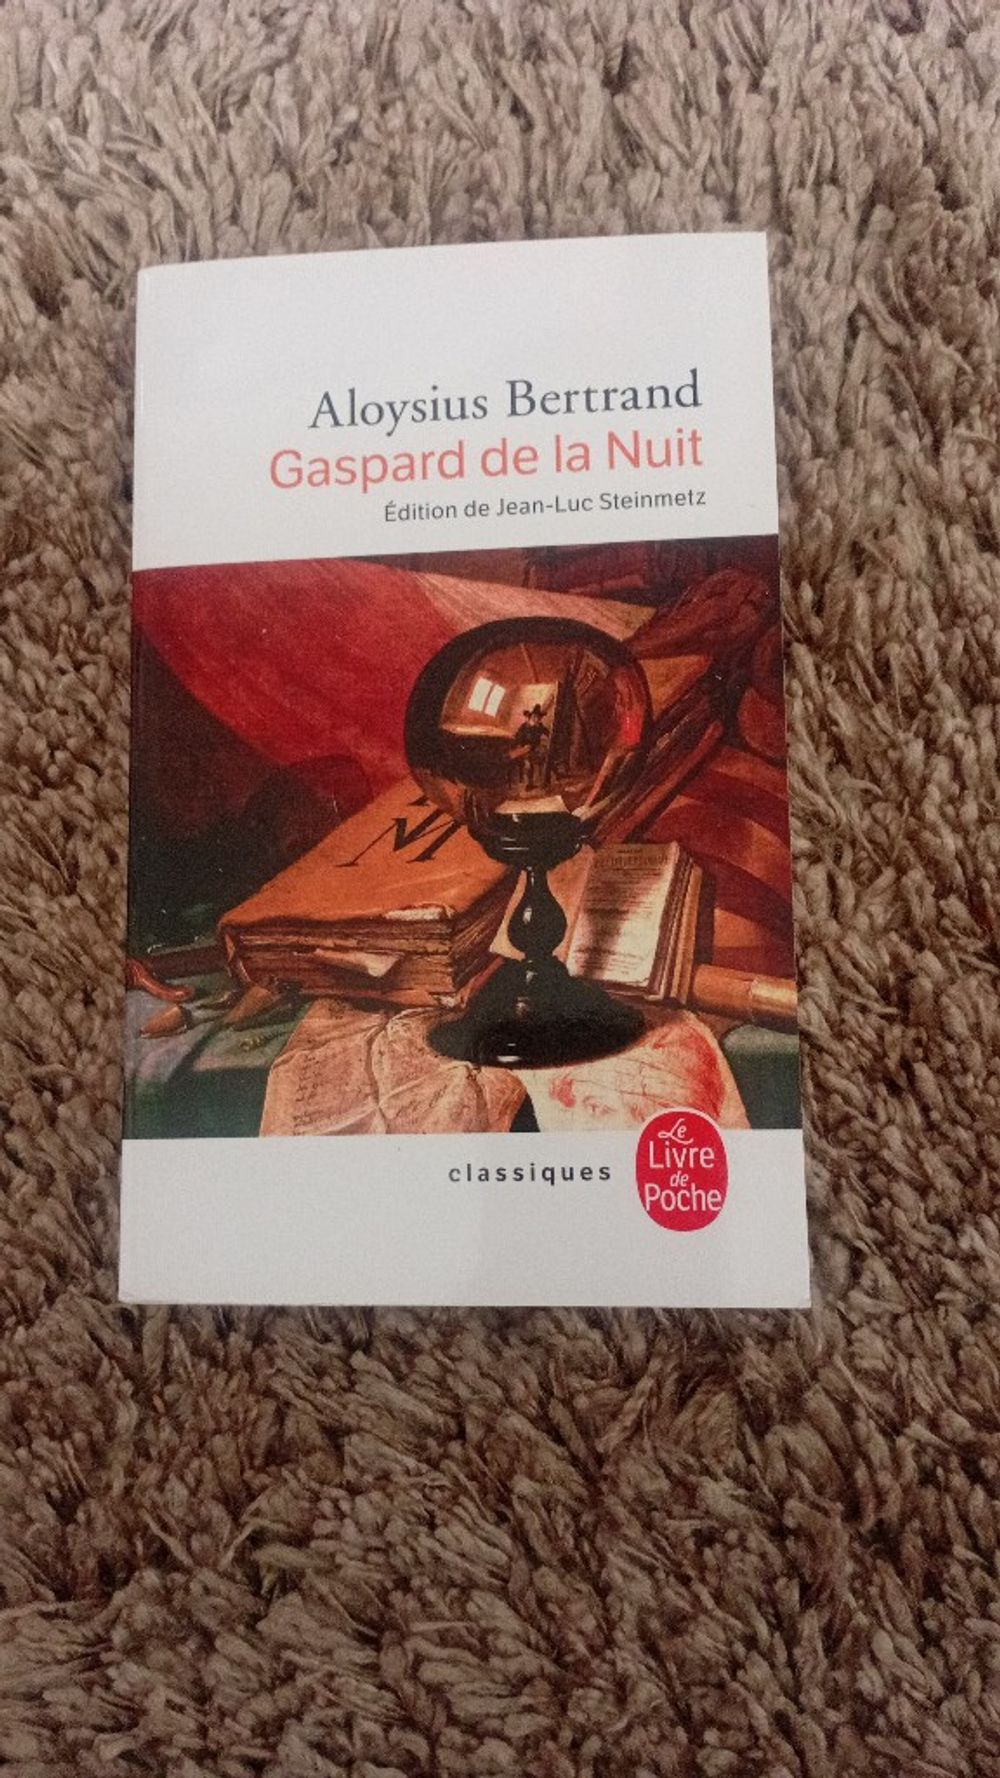 Aloysius Bertrand
Gaspard de la Nuit
Édition de Jean-Luc Steinmetz
M
classiques
Le
Livre
de
Poche